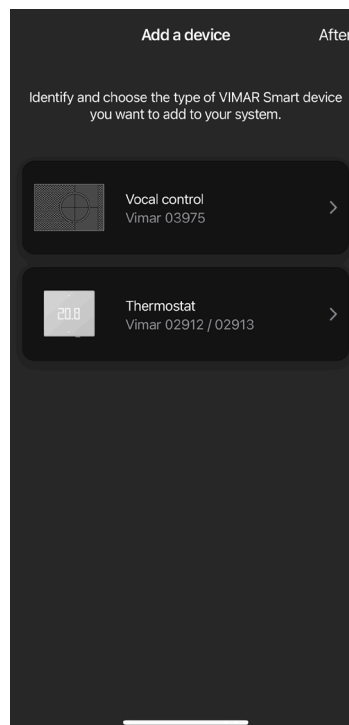 Add a device
After
Identify and choose the type of VIMAR Smart device
you want to add to your system.
Vocal control
Vimar 03975
20.8
Thermostat
Vimar 02912 / 02913